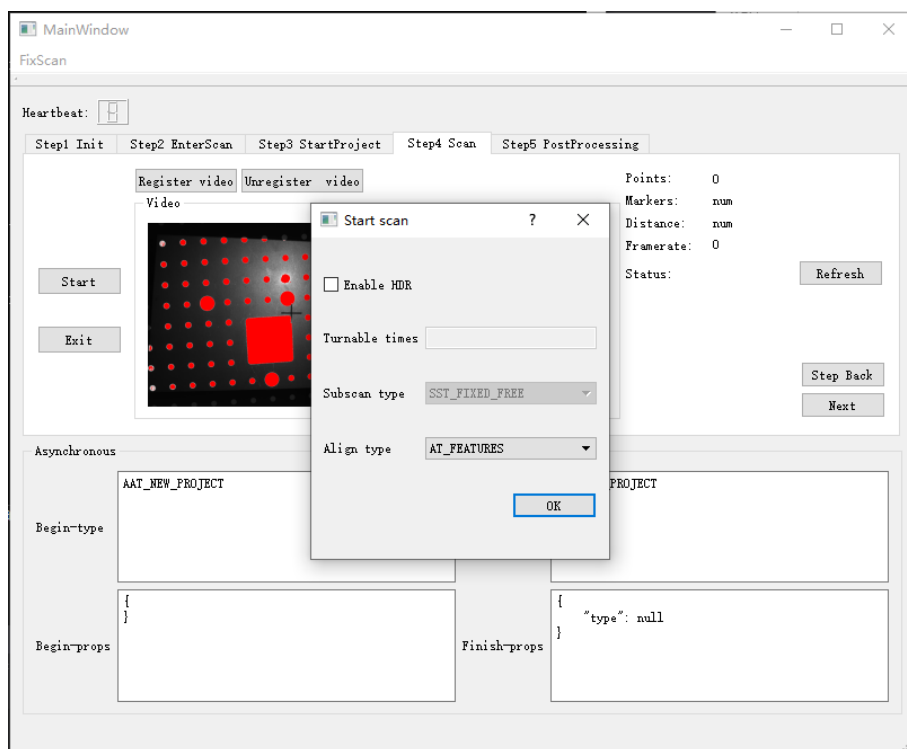 MainWindow
FixScan
Heartbeat:
Step1 Init
Step2 EnterScan
Step3 StartProject
Step4 Scan
Step5 PostProcessing
Register video
Unregister video
Points: 0
Video
Markers: num
Distance: num
Framerate: 0
Status:
Refresh
Start
Exit
Start scan
?
Enable HDR
Turnable times
Subscan type
SST_FIXED_FREE
Align type
AT_FEATURES
OK
Step Back
Next
Asynchronous
Begin-type
AAT_NEW_PROJECT
PROJECT
Begin-props
{
}
Finish-props
{
"type": null
}